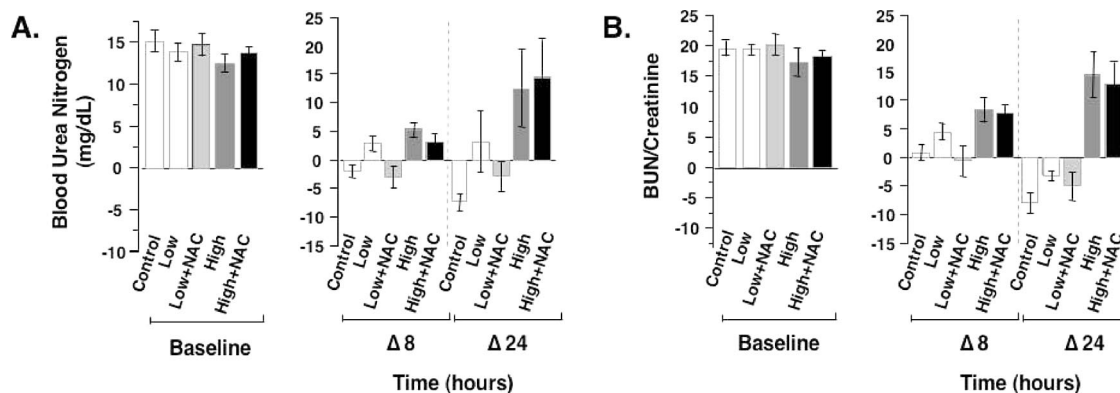 A.
Blood Urea Nitrogen
(mg/dL)
15
10
5
0
-5
-10
Control
Low
Low+NAC
High
High+NAC
Baseline
25
20
15
10
5
0
-5
-10
-15
Control
Low
Low+NAC
High
High+NAC
Control
Low
Low+NAC
High
High+NAC
Δ 8
Δ 24
Time (hours)
B.
BUN/Creatinine
25
20
15
10
5
0
-5
-10
Control
Low
Low+NAC
High
High+NAC
Baseline
25
20
15
10
5
0
-5
-10
-15
Control
Low
Low+NAC
High
High+NAC
Control
Low
Low+NAC
High
High+NAC
Δ 8
Δ 24
Time (hours)